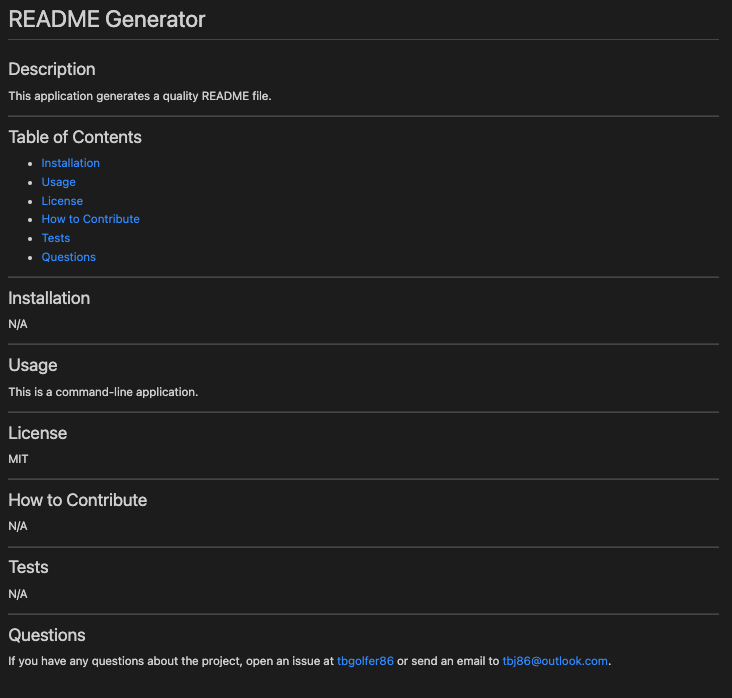 README Generator
Description
This application generates a quality README file.
Table of Contents
Installation
Usage
License
How to Contribute
Tests
Questions
Installation
N/A
Usage
This is a command-line application.
License
MIT
How to Contribute
N/A
Tests
N/A
Questions
If you have any questions about the project, open an issue at tbgolfer86 or send an email to tbj86@outlook.com.